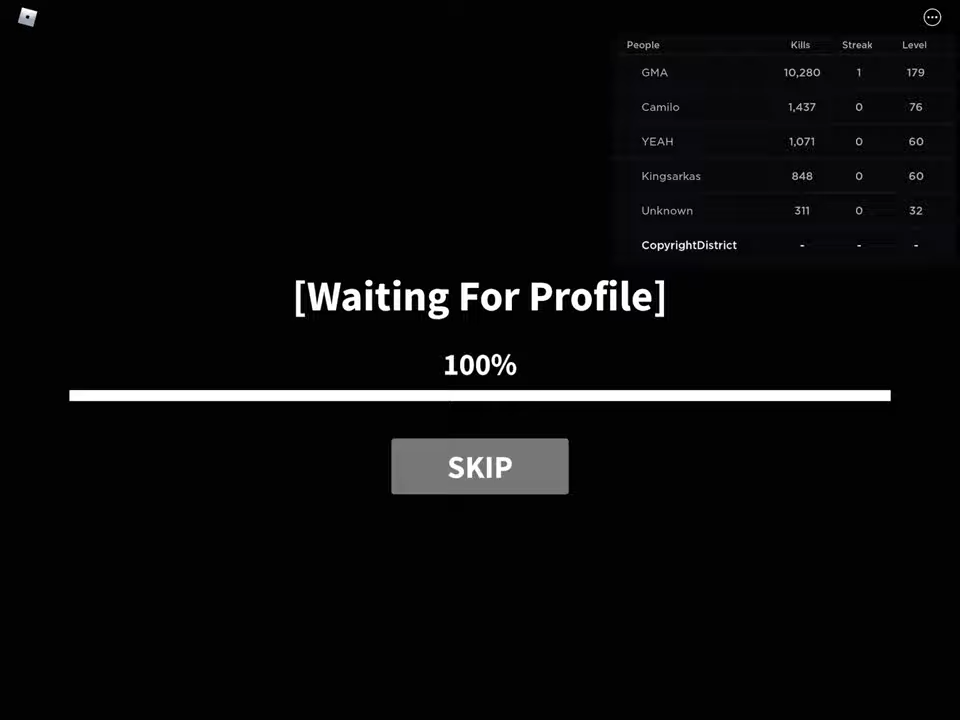 People Kills Streak Level
GMA 10,280 1 179
Camilo 1,437 0 76
YEAH 1,071 0 60
Kingsarkas 848 0 60
Unknown 311 0 32
CopyrightDistrict - - -
[Waiting For Profile]
100%
SKIP